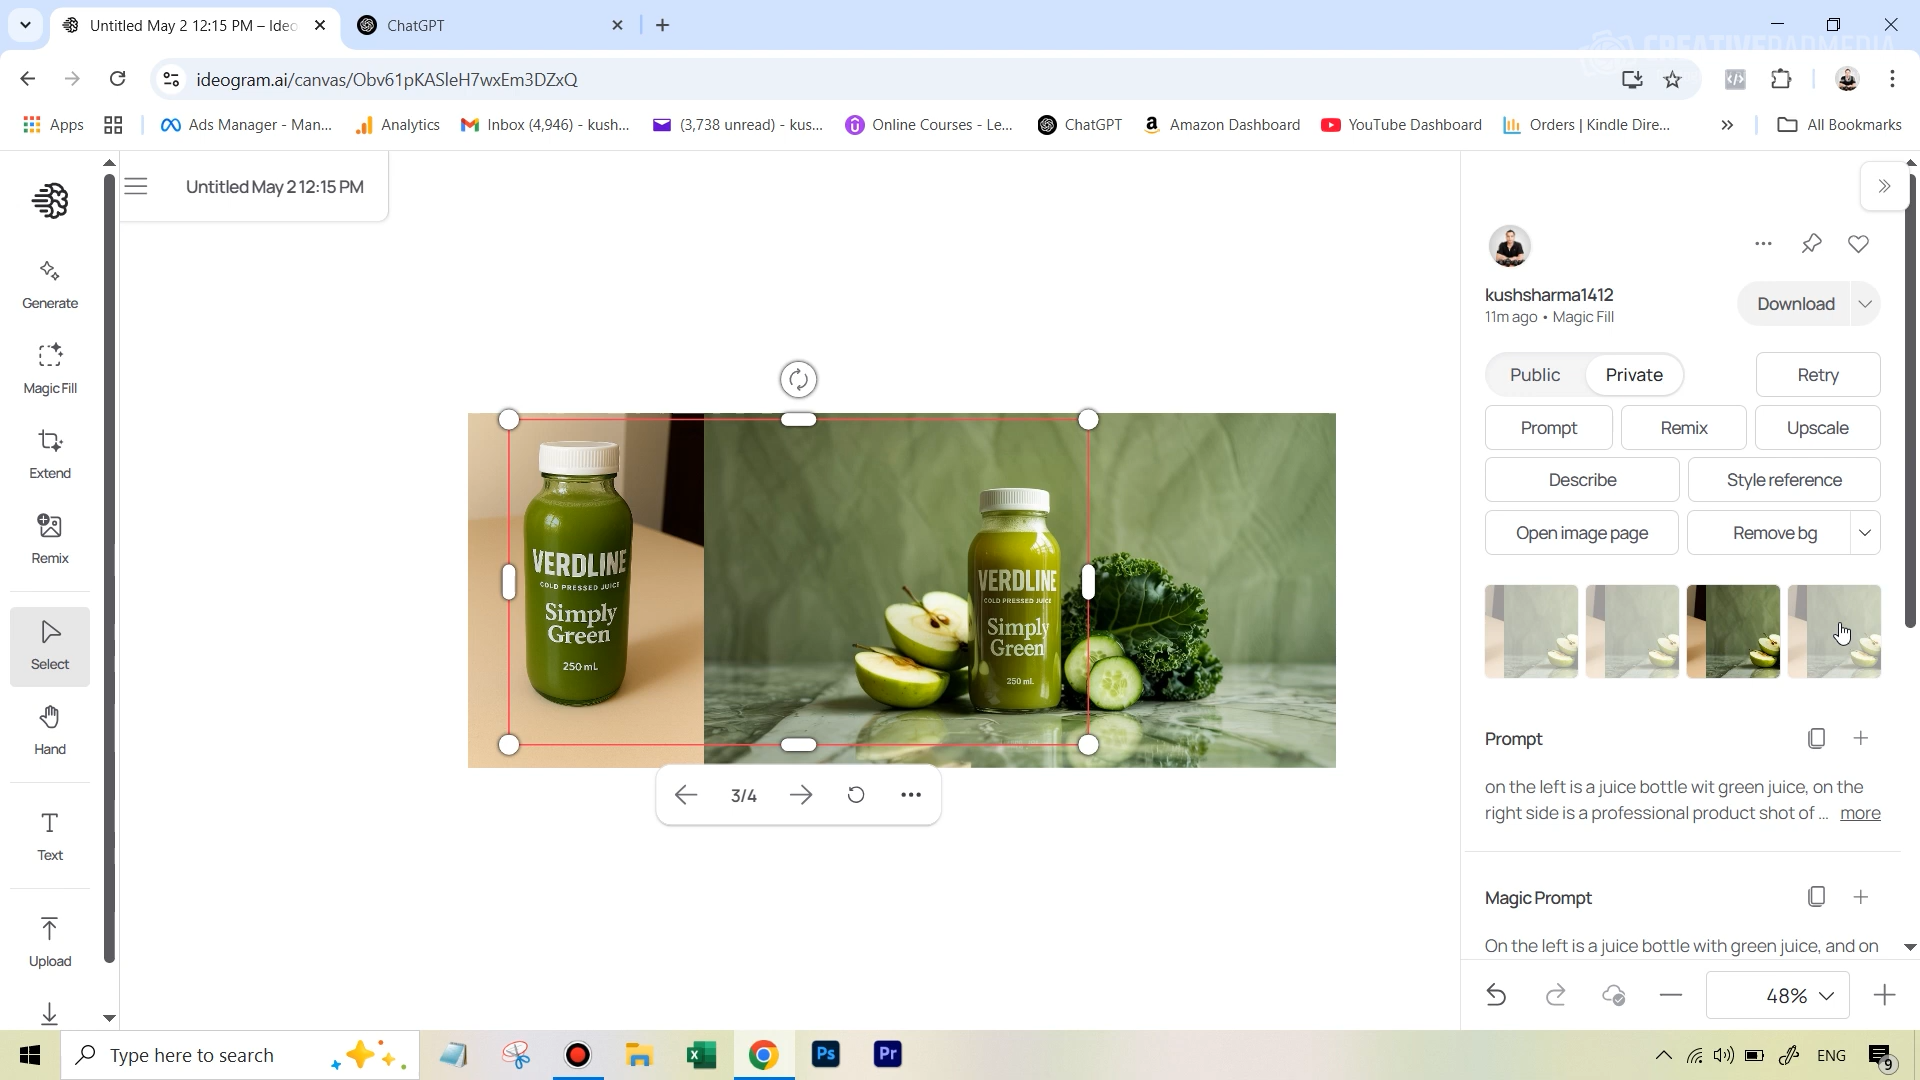 Untitled May 2 12:15 PM – Ideo
ChatGPT
CREATIVEDADMEDIA
ideogram.ai/canvas/Obv61pKASleH7wxEm3DZxQ
Apps
Ads Manager - Man...
Analytics
Inbox (4,946) - kush...
(3,738 unread) - kus...
Online Courses - Le...
ChatGPT
Amazon Dashboard
YouTube Dashboard
Orders | Kindle Dire...
All Bookmarks
Untitled May 2 12:15 PM
Generate
Magic Fill
Extend
Remix
Select
Hand
Text
Upload
VERDLINE
COLD PRESSED JUICE
Simply
Green
250 mL
VERDLINE
COLD PRESSED JUICE
Simply
Green
250 mL
3/4
kushsharma1412
11m ago • Magic Fill
Download
Public
Private
Retry
Prompt
Remix
Upscale
Describe
Style reference
Open image page
Remove bg
Prompt
on the left is a juice bottle wit green juice, on the
right side is a professional product shot of ... more
Magic Prompt
On the left is a juice bottle with green juice, and on
48%
Type here to search
Ps
Pr
ENG
9